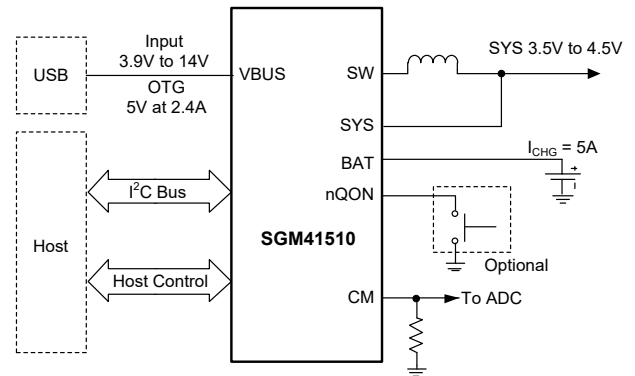 USB
Input
3.9V to 14V
OTG
5V at 2.4A
VBUS
SW
SYS 3.5V to 4.5V
SYS
BAT
I_CHG = 5A
+
nQON
I²C Bus
Host
SGM41510
Optional
Host Control
CM
To ADC